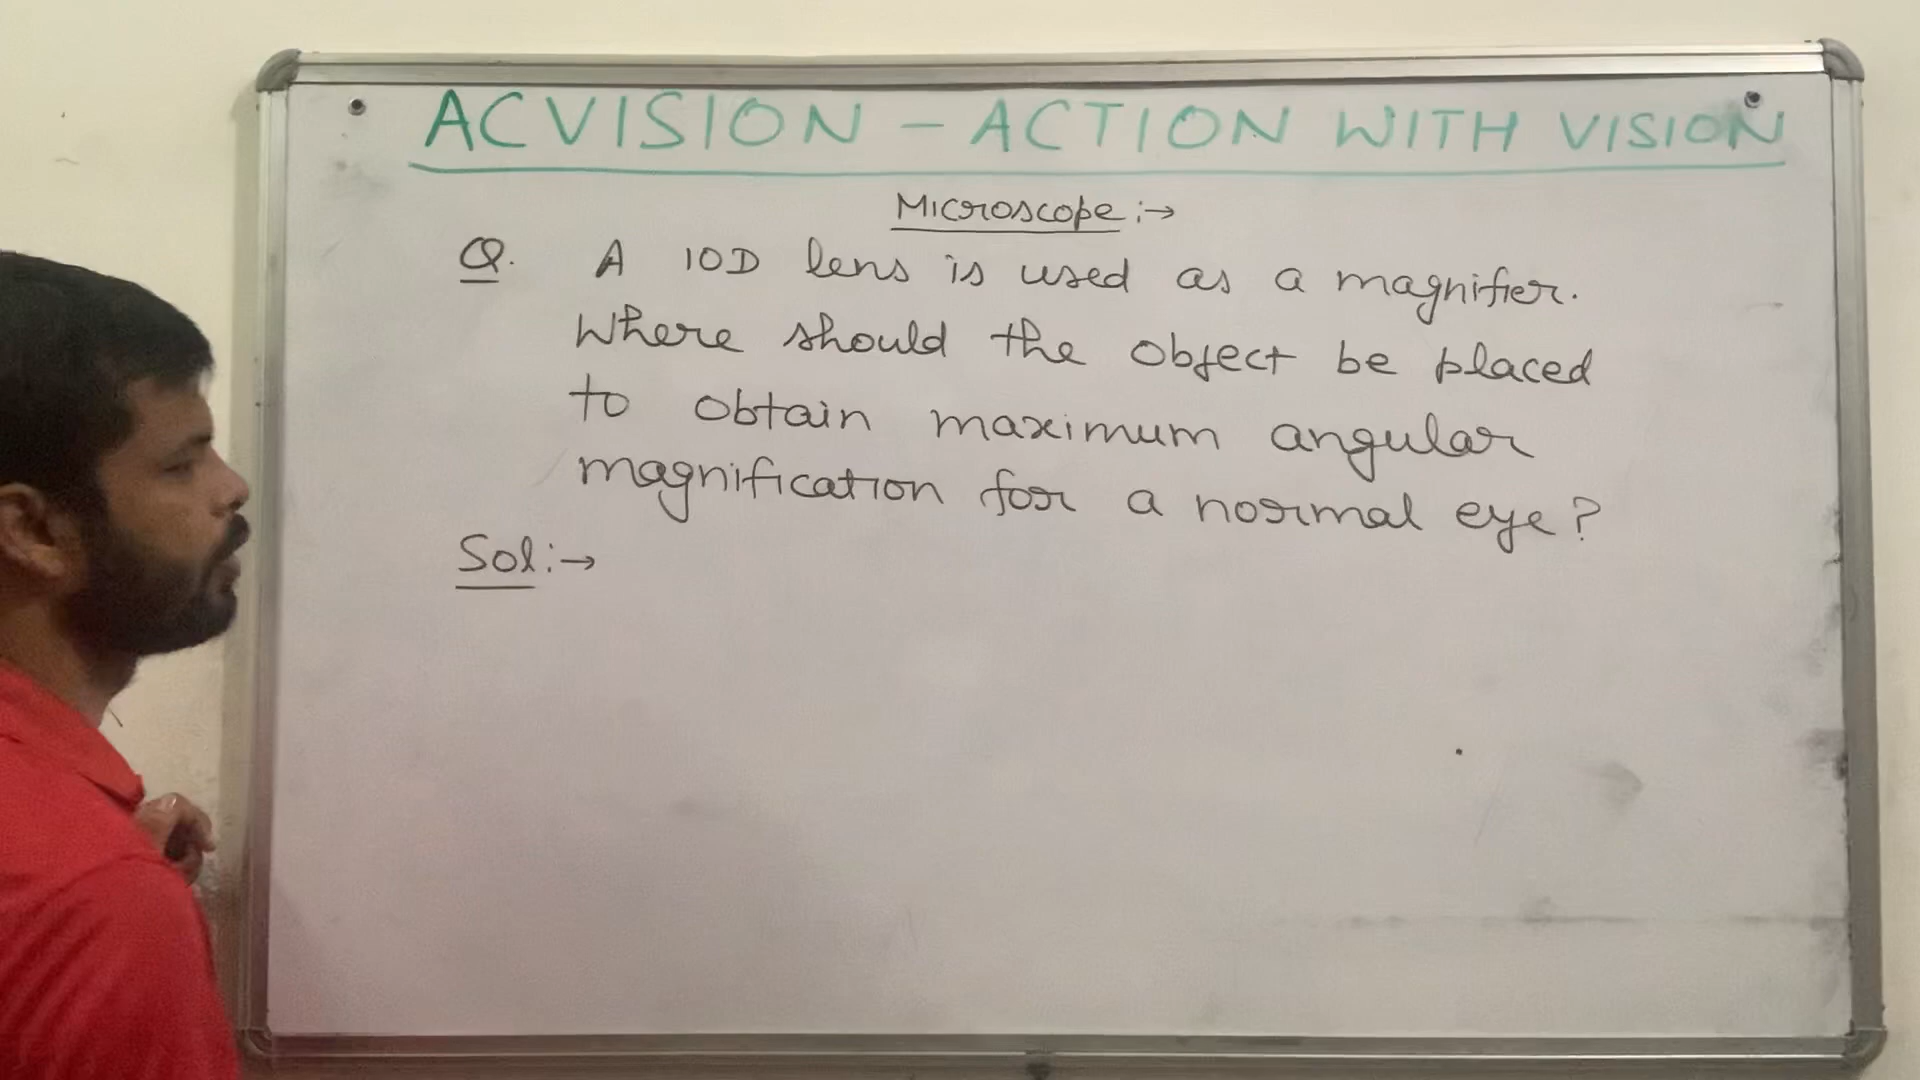 ACVISION - ACTION WITH VISION
Microscope :→
Q. A 10D lens is used as a magnifier.
Where should the object be placed
to obtain maximum angular
magnification for a normal eye?
Sol :→